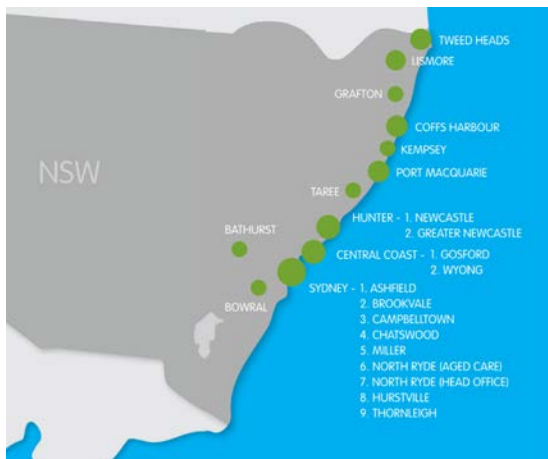 TWEED HEADS
LISMORE
GRAFTON
COFFS HARBOUR
KEMPSEY
NSW
PORT MACQUARIE
TAREE
HUNTER - 1. NEWCASTLE
2. GREATER NEWCASTLE
BATHURST
CENTRAL COAST - 1. GOSFORD
2. WYONG
SYDNEY - 1. ASHFIELD
2. BROOKVALE
BOWRAL
3. CAMPBELLTOWN
4. CHATSWOOD
5. MILLER
6. NORTH RYDE (AGED CARE)
7. NORTH RYDE (HEAD OFFICE)
8. HURSTVILLE
9. THORNLEIGH